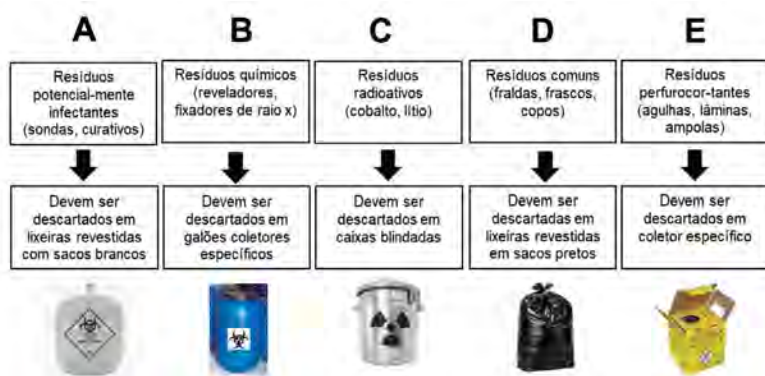 A
B
C
D
E
Resíduos
potencial-mente
infectantes
(sondas, curativos)
Resíduos químicos
(reveladores,
fixadores de raio x)
Resíduos
radioativos
(cobalto, lítio)
Resíduos comuns
(fraldas, frascos,
copos)
Resíduos
perfurocor-tantes
(agulhas, lâminas,
ampolas)
Devem ser
descartados em
lixeiras revestidas
com sacos brancos
Devem ser
descartados em
galões coletores
específicos
Devem ser
descartados em
caixas blindadas
Devem ser
descartadas em
lixeiras revestidas
em sacos pretos
Devem ser
descartados em
coletor específico